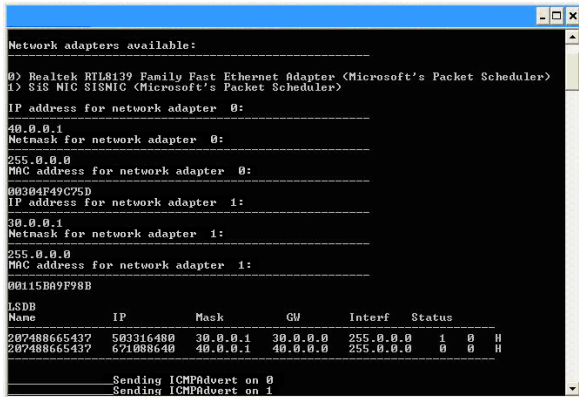 Network adapters available:
0) Realtek RTL8139 Family Fast Ethernet Adapter (Microsoft's Packet Scheduler)
1) SiS NIC SISNIC (Microsoft's Packet Scheduler)
IP address for network adapter 0:
40.0.0.1
Netmask for network adapter 0:
255.0.0.0
MAC address for network adapter 0:
00304F49C75D
IP address for network adapter 1:
30.0.0.1
Netmask for network adapter 1:
255.0.0.0
MAC address for network adapter 1:
00115BA9F98B
LSDB
Name IP Mask GW Interf Status
207488665437 503316480 30.0.0.1 30.0.0.0 255.0.0.0 1 0 H
207488665437 671088640 40.0.0.1 40.0.0.0 255.0.0.0 0 0 H
Sending ICMPAdvert on 0
Sending ICMPAdvert on 1